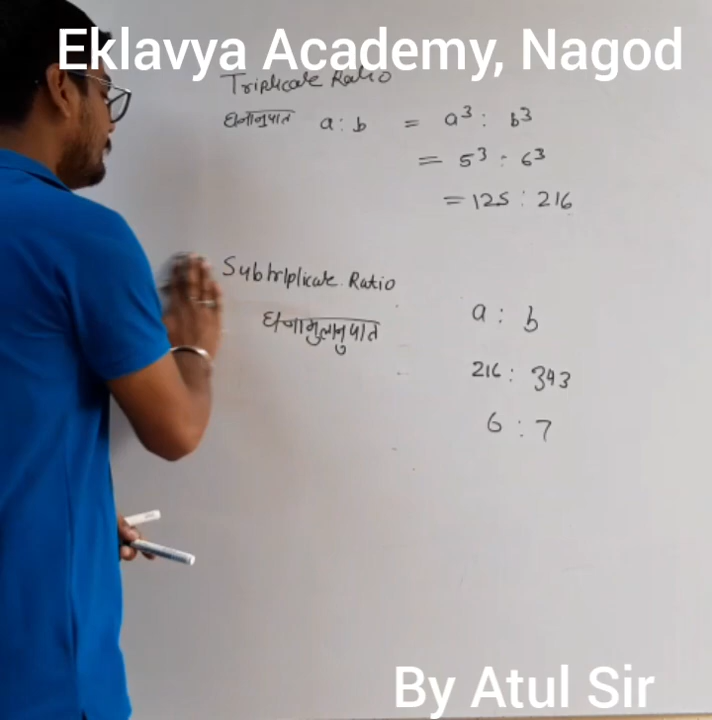 Eklavya Academy, Nagod
Triplicate Ratio
घनानुपात a : b = a³ : b³
= 5³ : 6³
= 125 : 216
Subtriplicate Ratio
घनामुलानुपात
a : b
216 : 343
6 : 7
By Atul Sir